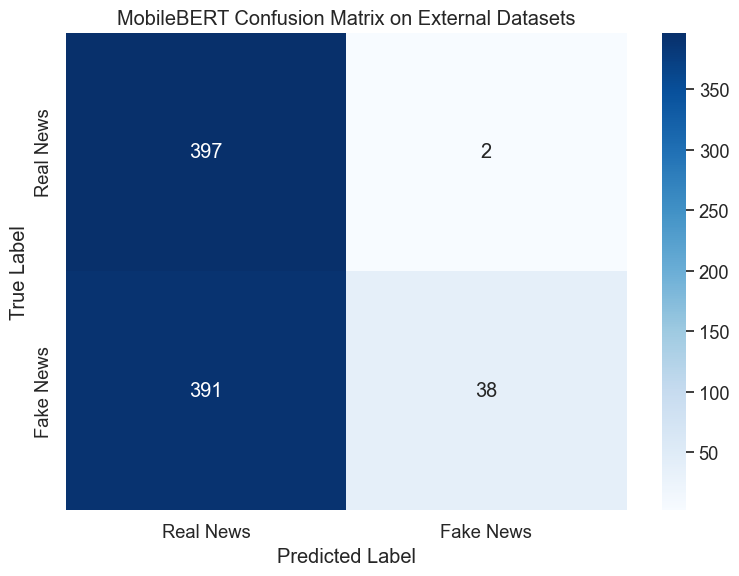 MobileBERT Confusion Matrix on External Datasets
True Label
Real News
Fake News
397
2
391
38
Real News
Fake News
Predicted Label
350
300
250
200
150
100
50